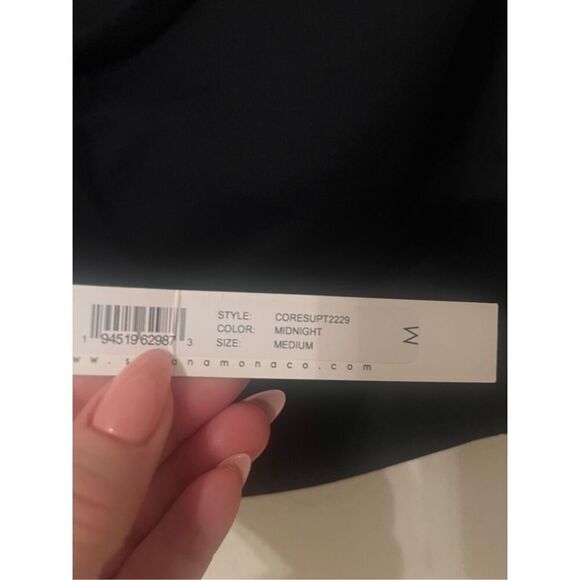 STYLE: CORESUPT2229
COLOR: MIDNIGHT
SIZE: MEDIUM
M
1 94519 62987 3